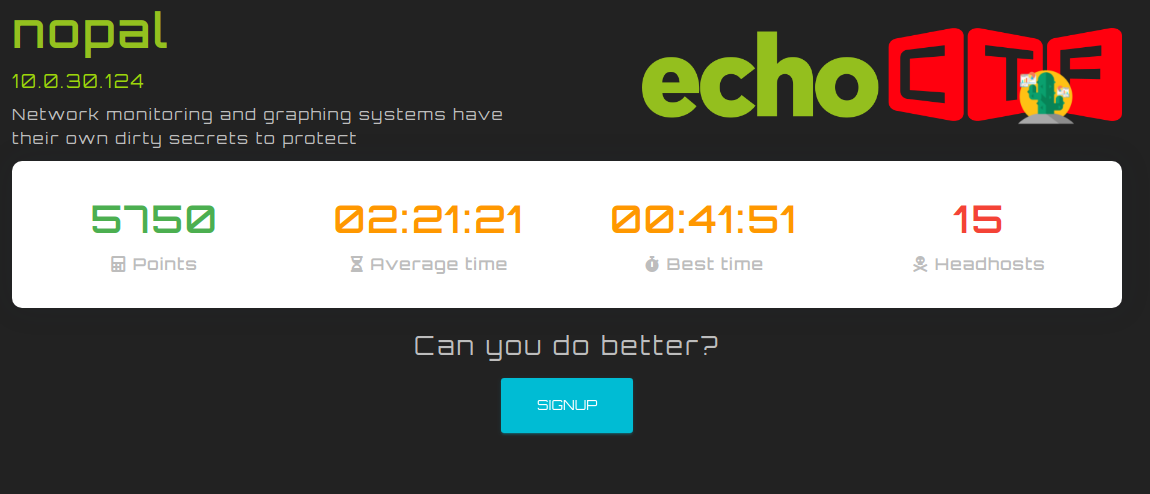 nopal
echoCTF
10.0.30.124
Network monitoring and graphing systems have
their own dirty secrets to protect
5750
02:21:21
00:41:51
15
Points
Average time
Best time
Headhosts
Can you do better?
SIGNUP